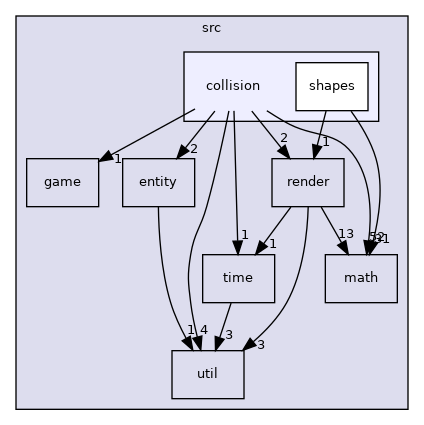 src
collision
shapes
2
1
1
2
game
entity
render
1
1
13
52
time
math
1
4
3
3
util